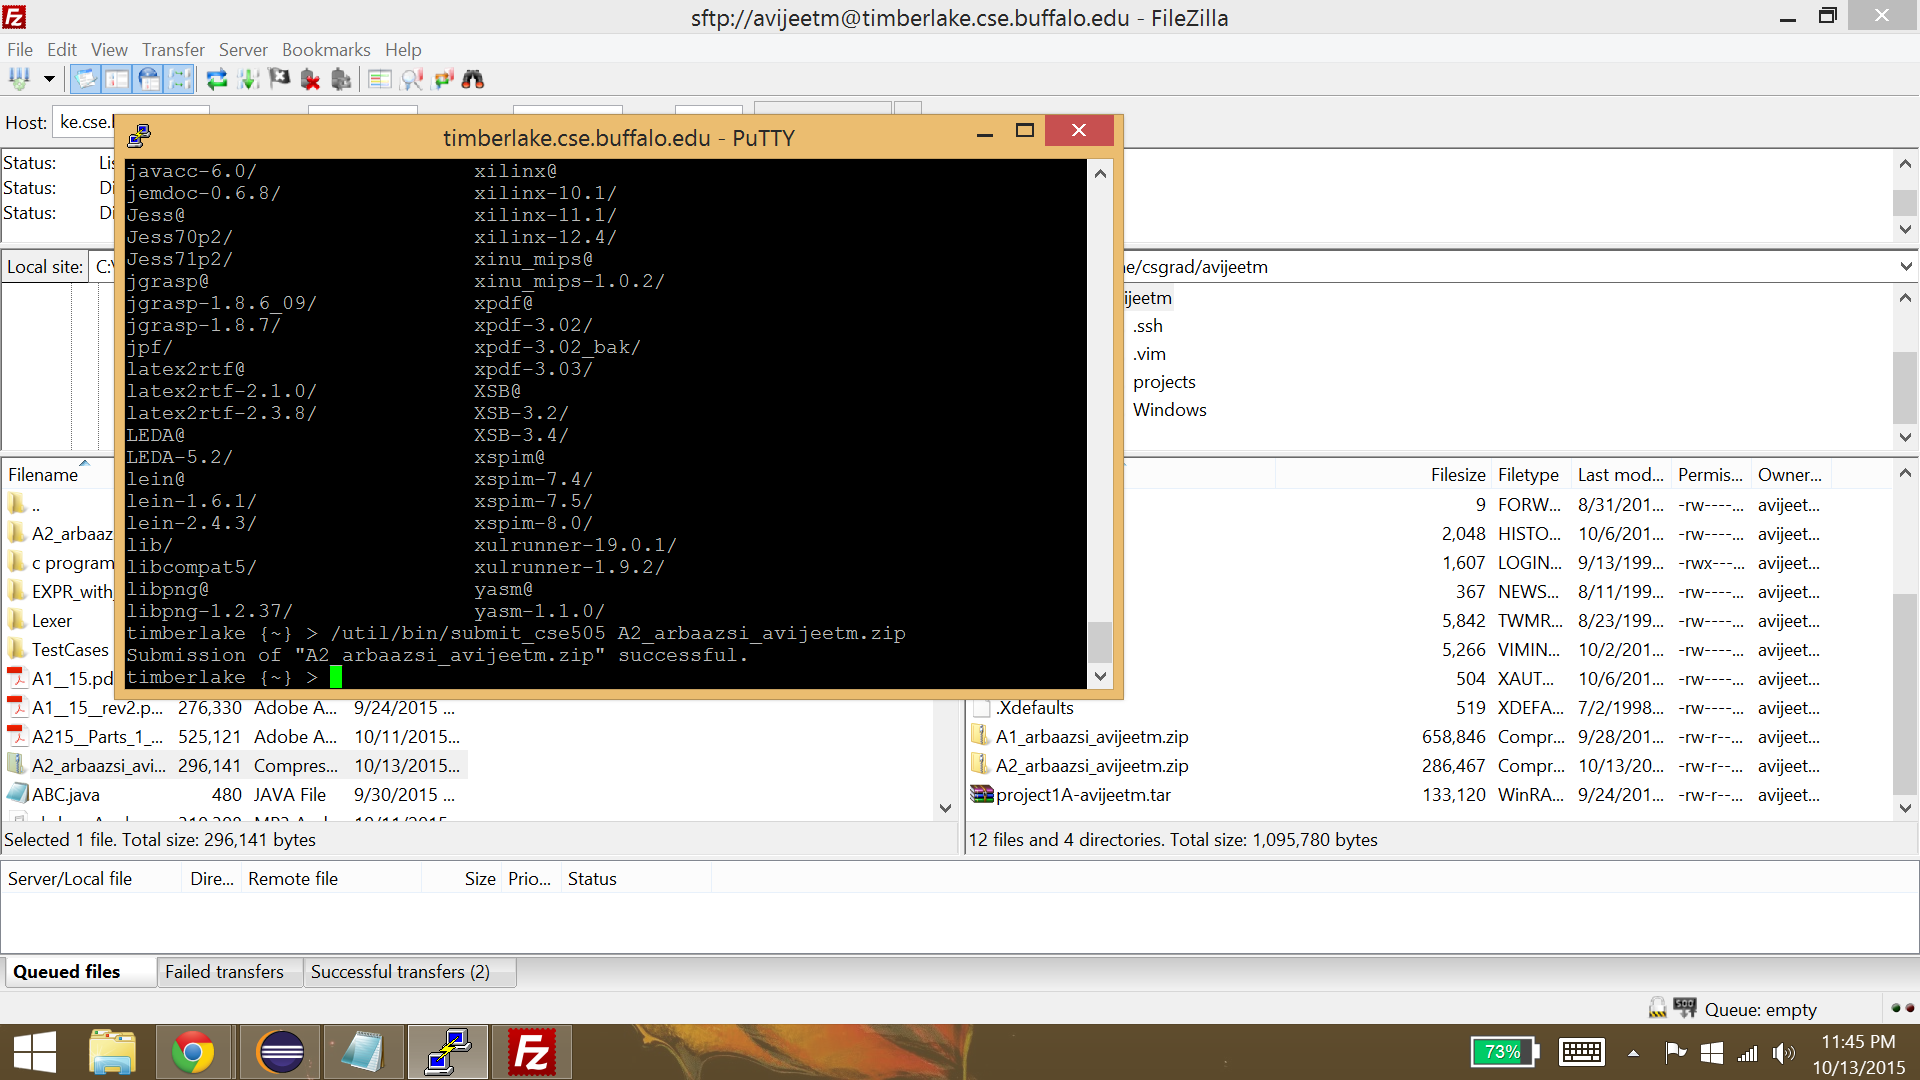 sftp://avijeetm@timberlake.cse.buffalo.edu - FileZilla
File Edit View Transfer Server Bookmarks Help
Host: ke.cse.
timberlake.cse.buffalo.edu - PuTTY
Status: Lis
Status: Di
Status: Di
Local site: C:\
javacc-6.0/ xilinx@
jemdoc-0.6.8/ xilinx-10.1/
Jess@ xilinx-11.1/
Jess70p2/ xilinx-12.4/
Jess71p2/ xinu_mips@
jgrasp@ xinu_mips-1.0.2/
jgrasp-1.8.6_09/ xpdf@
jgrasp-1.8.7/ xpdf-3.02/
jpf/ xpdf-3.02_bak/
latex2rtf@ xpdf-3.03/
latex2rtf-2.1.0/ XSB@
latex2rtf-2.3.8/ XSB-3.2/
LEDA@ XSB-3.4/
LEDA-5.2/ xspim@
lein@ xspim-7.4/
lein-1.6.1/ xspim-7.5/
lein-2.4.3/ xspim-8.0/
lib/ xulrunner-19.0.1/
libcompat5/ xulrunner-1.9.2/
libpng@ yasm@
libpng-1.2.37/ yasm-1.1.0/
timberlake {~} > /util/bin/submit_cse505 A2_arbaazsi_avijeetm.zip
Submission of "A2_arbaazsi_avijeetm.zip" successful.
timberlake {~} >
e/csgrad/avijeetm
ijeetm
.ssh
.vim
projects
Windows
Filename
..
A2_arbaaz
c program
EXPR_with
Lexer
TestCases
A1__15.pd
A1__15__rev2.p... 276,330 Adobe A... 9/24/2015 ...
A215__Parts_1_... 525,121 Adobe A... 10/11/2015...
A2_arbaazsi_avi... 296,141 Compres... 10/13/2015...
ABC.java 480 JAVA File 9/30/2015 ...
Selected 1 file. Total size: 296,141 bytes
Filesize Filetype Last mod... Permis... Owner...
9 FORW... 8/31/201... -rw----... avijeet...
2,048 HISTO... 10/6/201... -rw----... avijeet...
1,607 LOGIN... 9/13/199... -rwx---... avijeet...
367 NEWS... 8/11/199... -rw----... avijeet...
5,842 TWMR... 8/23/199... -rw----... avijeet...
5,266 VIMIN... 10/2/201... -rw----... avijeet...
504 XAUT... 10/6/201... -rw----... avijeet...
.Xdefaults 519 XDEFA... 7/2/1998... -rw----... avijeet...
A1_arbaazsi_avijeetm.zip 658,846 Compr... 9/28/201... -rw-r--... avijeet...
A2_arbaazsi_avijeetm.zip 286,467 Compr... 10/13/20... -rw-r--... avijeet...
project1A-avijeetm.tar 133,120 WinRA... 9/24/201... -rw-r--... avijeet...
12 files and 4 directories. Total size: 1,095,780 bytes
Server/Local file Dire... Remote file Size Prio... Status
Queued files Failed transfers Successful transfers (2)
Queue: empty
73%
11:45 PM
10/13/2015